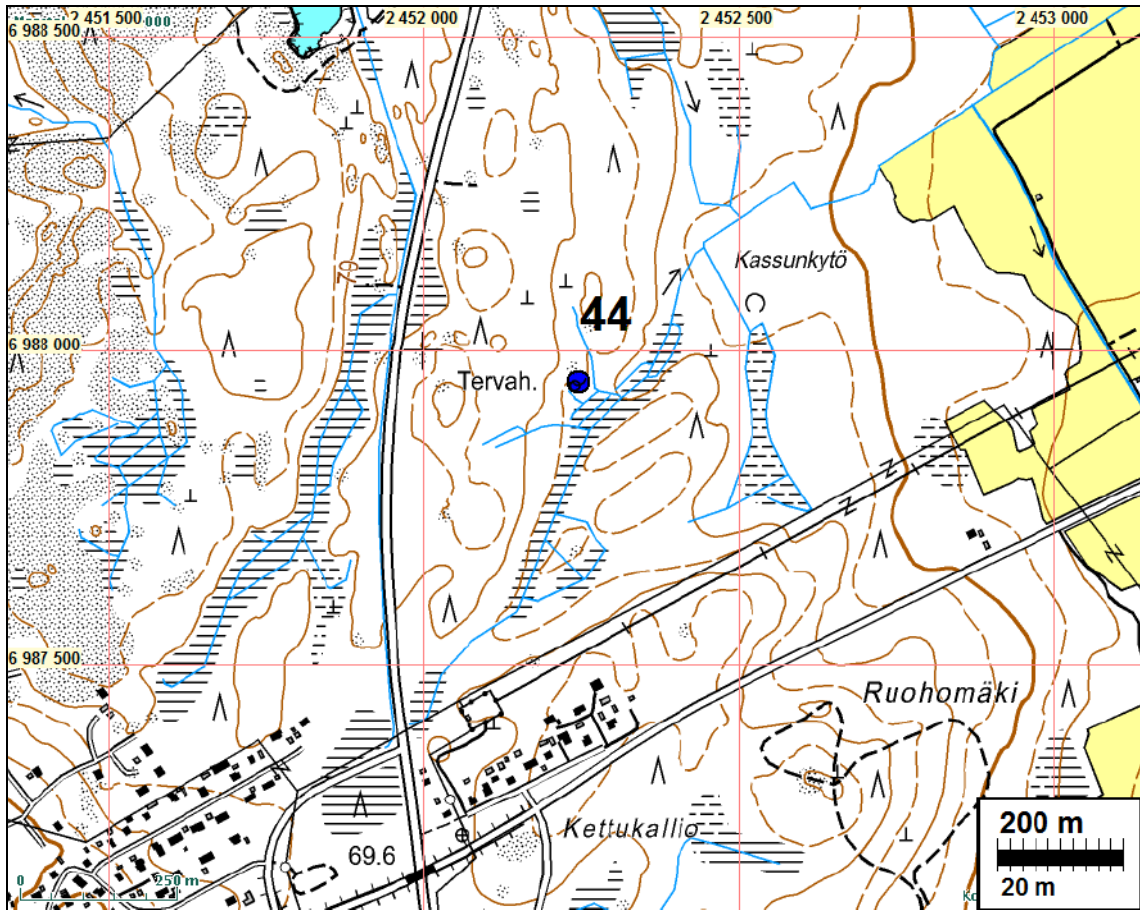 2 451 500
2 452 000
2 452 500
2 453 000
6 988 500
79
Kassunkytö
44
6 988 000
Tervah.
6 987 500
Ruohomäki
Kettukallio
69.6
0 250 m
200 m
20 m